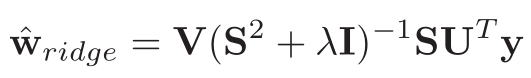 ŵ_ridge = V(S² + λI)⁻¹SUᵀy